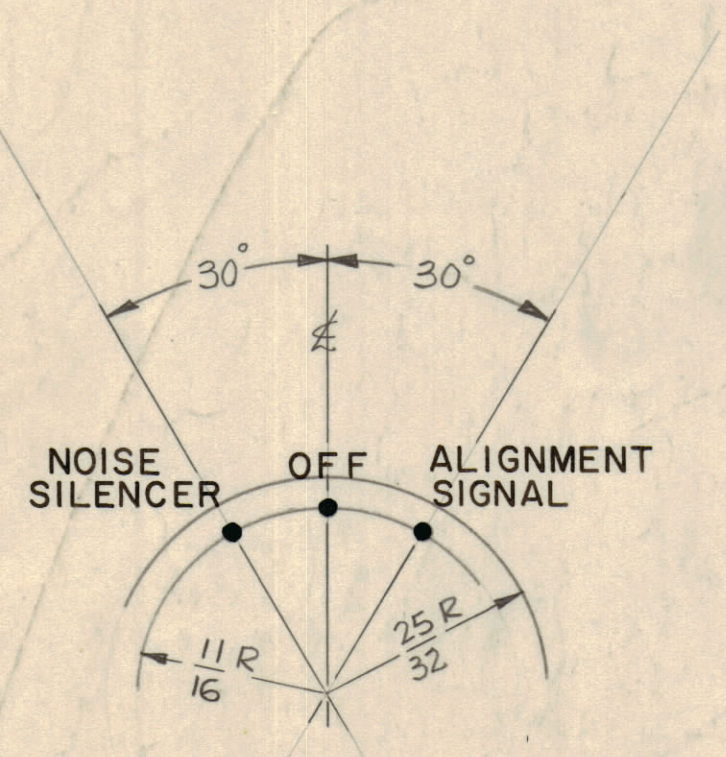 30° 30°
℄
NOISE
SILENCER
OFF
ALIGNMENT
SIGNAL
11/16 R
25/32 R